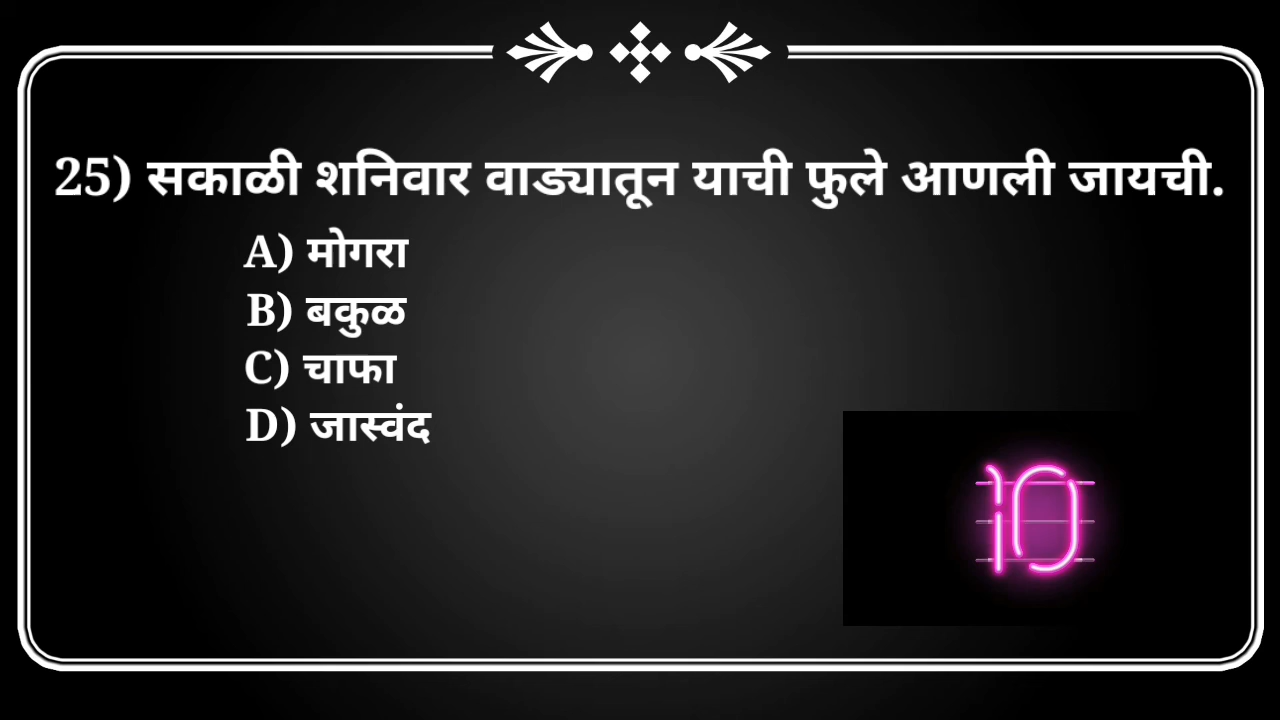 25) सकाळी शनिवार वाड्यातून याची फुले आणली जायची.
A) मोगरा
B) बकुळ
C) चाफा
D) जास्वंद
10